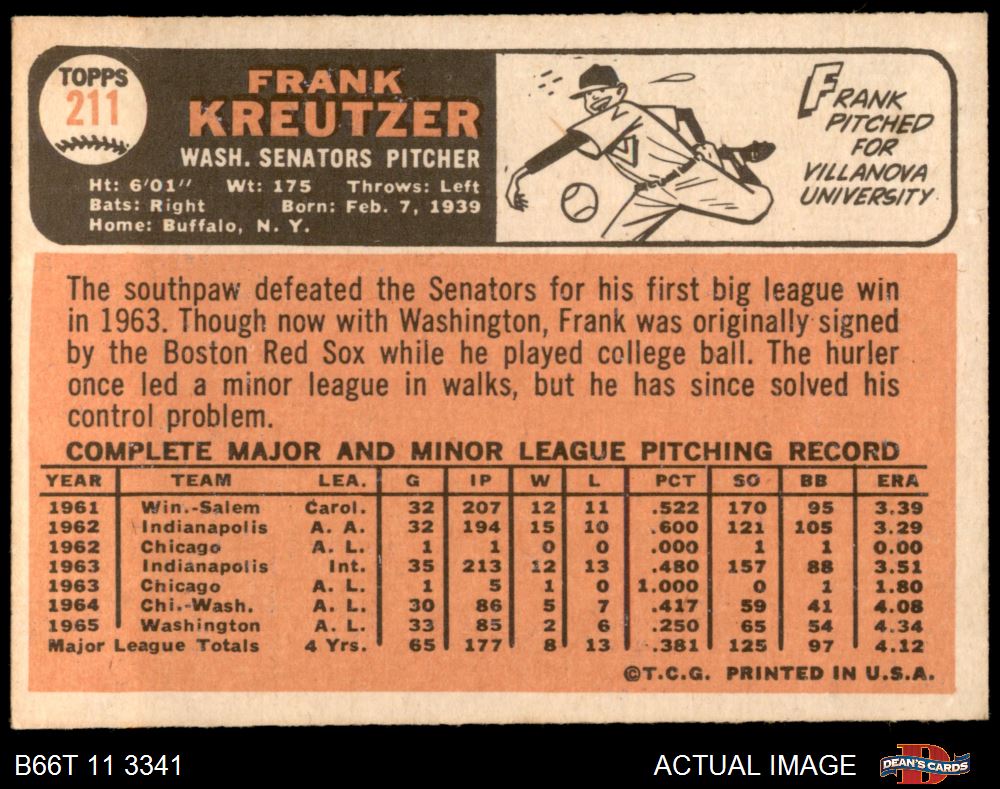 TOPPS
211
FRANK
KREUTZER
WASH. SENATORS PITCHER
Ht: 6'01" Wt: 175 Throws: Left
Bats: Right Born: Feb. 7, 1939
Home: Buffalo, N. Y.
FRANK
PITCHED
FOR
VILLANOVA
UNIVERSITY
The southpaw defeated the Senators for his first big league win
in 1963. Though now with Washington, Frank was originally signed
by the Boston Red Sox while he played college ball. The hurler
once led a minor league in walks, but he has since solved his
control problem.
COMPLETE MAJOR AND MINOR LEAGUE PITCHING RECORD
YEAR TEAM LEA. G IP W L PCT SO BB ERA
1961 Win.-Salem Carol. 32 207 12 11 .522 170 95 3.39
1962 Indianapolis A. A. 32 194 15 10 .600 121 105 3.29
1962 Chicago A. L. 1 1 0 0 .000 1 1 0.00
1963 Indianapolis Int. 35 213 12 13 .480 157 88 3.51
1963 Chicago A. L. 1 5 1 0 1.000 0 1 1.80
1964 Chi.-Wash. A. L. 30 86 5 7 .417 59 41 4.08
1965 Washington A. L. 33 85 2 6 .250 65 54 4.34
Major League Totals 4 Yrs. 65 177 8 13 .381 125 97 4.12
©T.C.G. PRINTED IN U.S.A.
B66T 11 3341
ACTUAL IMAGE
DEAN'S CARDS